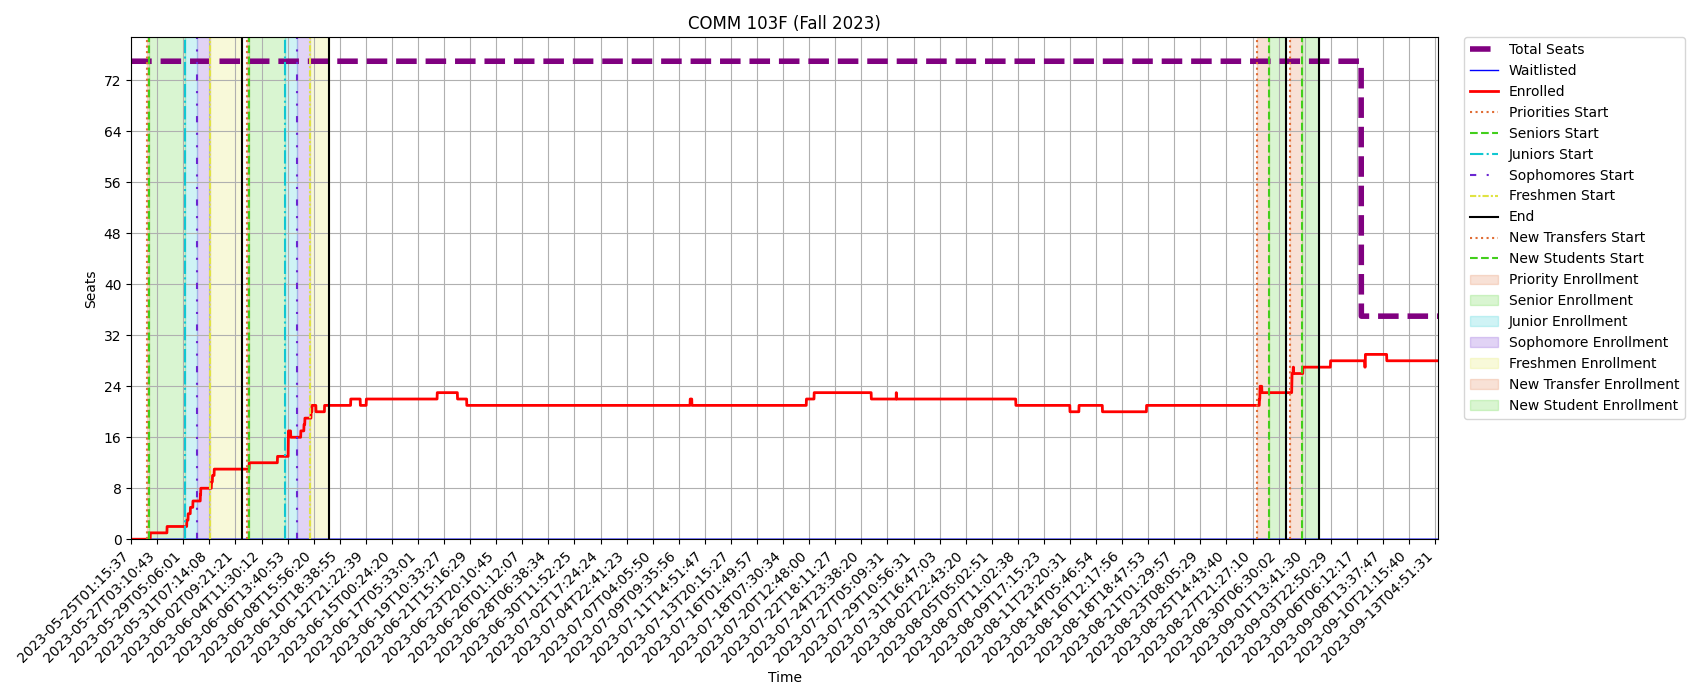 COMM 103F (Fall 2023)
Seats
72
64
56
48
40
32
24
16
8
0
2023-05-25T01:15:37
2023-05-27T03:10:43
2023-05-29T05:06:01
2023-05-31T07:14:08
2023-06-02T09:21:21
2023-06-04T11:30:12
2023-06-06T13:40:53
2023-06-08T15:56:20
2023-06-10T18:38:55
2023-06-12T21:22:39
2023-06-15T00:24:20
2023-06-17T05:33:01
2023-06-19T10:33:27
2023-06-21T15:16:29
2023-06-23T20:10:45
2023-06-26T01:12:07
2023-06-28T06:38:34
2023-06-30T11:52:25
2023-07-02T17:24:24
2023-07-04T22:41:23
2023-07-07T04:05:50
2023-07-09T09:35:56
2023-07-11T14:51:47
2023-07-13T20:15:27
2023-07-16T01:49:57
2023-07-18T07:30:34
2023-07-20T12:48:00
2023-07-22T18:11:27
2023-07-24T23:38:20
2023-07-27T05:09:31
2023-07-29T10:56:31
2023-07-31T16:47:03
2023-08-02T22:43:20
2023-08-05T05:02:51
2023-08-07T11:02:38
2023-08-09T17:15:23
2023-08-11T23:20:31
2023-08-14T05:46:54
2023-08-16T12:17:56
2023-08-18T18:47:53
2023-08-21T01:29:57
2023-08-23T08:05:29
2023-08-25T14:43:40
2023-08-27T21:27:10
2023-08-30T06:30:02
2023-09-01T13:41:30
2023-09-03T22:50:29
2023-09-06T06:12:17
2023-09-08T13:37:47
2023-09-10T21:15:40
2023-09-13T04:51:31
Time
Total Seats
Waitlisted
Enrolled
Priorities Start
Seniors Start
Juniors Start
Sophomores Start
Freshmen Start
End
New Transfers Start
New Students Start
Priority Enrollment
Senior Enrollment
Junior Enrollment
Sophomore Enrollment
Freshmen Enrollment
New Transfer Enrollment
New Student Enrollment